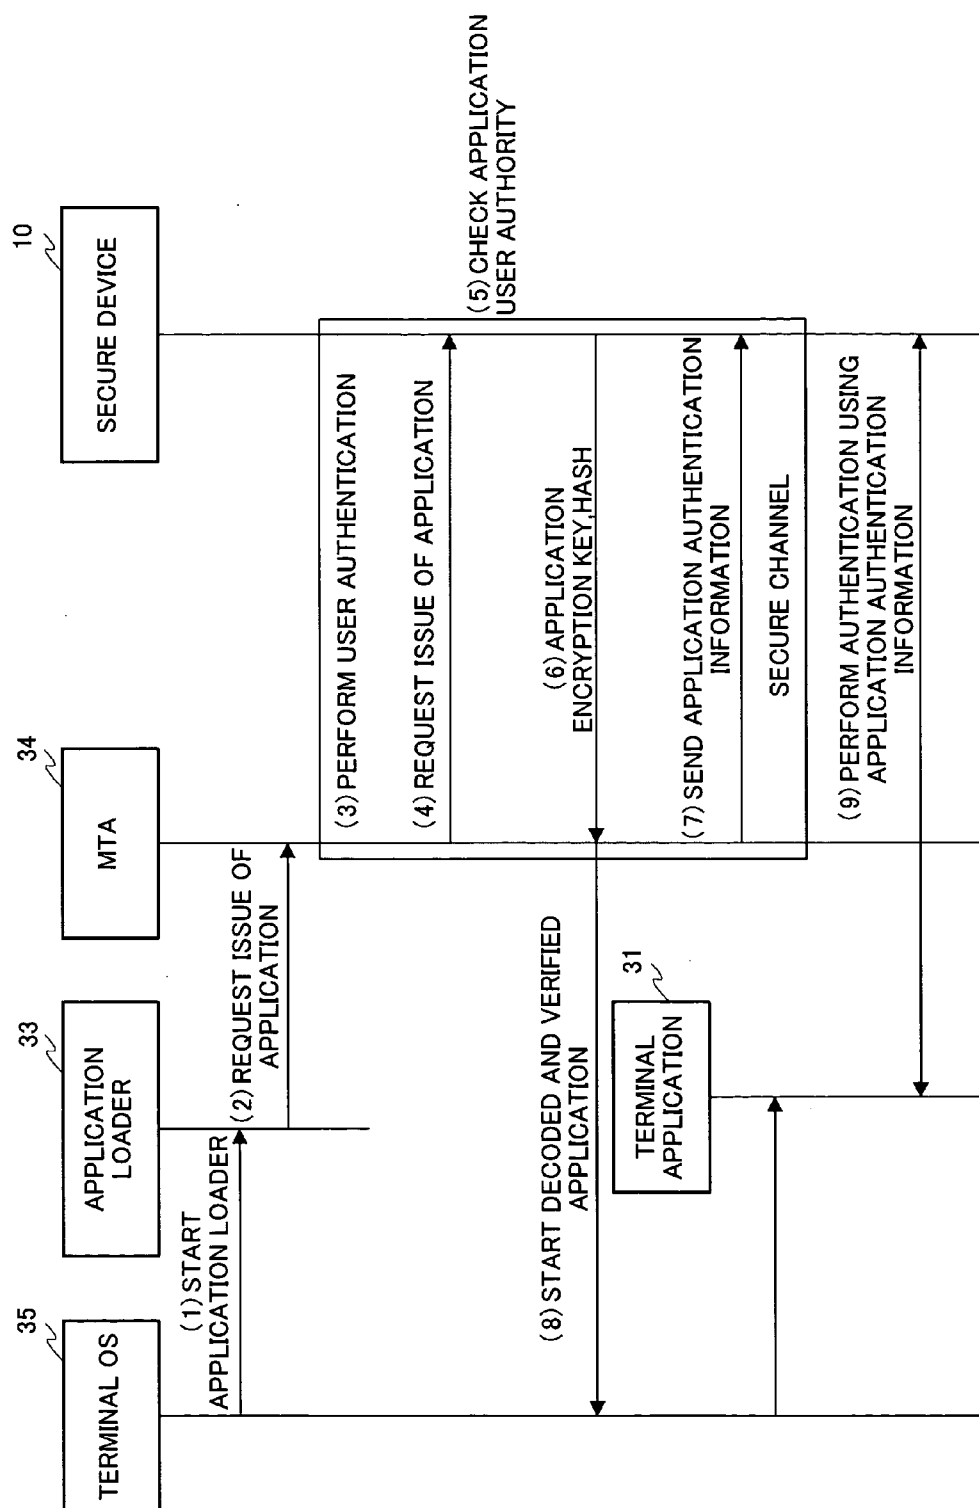 35
TERMINAL OS
33
APPLICATION
LOADER
34
MTA
10
SECURE DEVICE
(1) START
APPLICATION LOADER
(2) REQUEST ISSUE OF
APPLICATION
(3) PERFORM USER AUTHENTICATION
(4) REQUEST ISSUE OF APPLICATION
(5) CHECK APPLICATION
USER AUTHORITY
(6) APPLICATION
ENCRYPTION KEY,HASH
(7) SEND APPLICATION AUTHENTICATION
INFORMATION
SECURE CHANNEL
(8) START DECODED AND VERIFIED
APPLICATION
31
TERMINAL
APPLICATION
(9) PERFORM AUTHENTICATION USING
APPLICATION AUTHENTICATION
INFORMATION